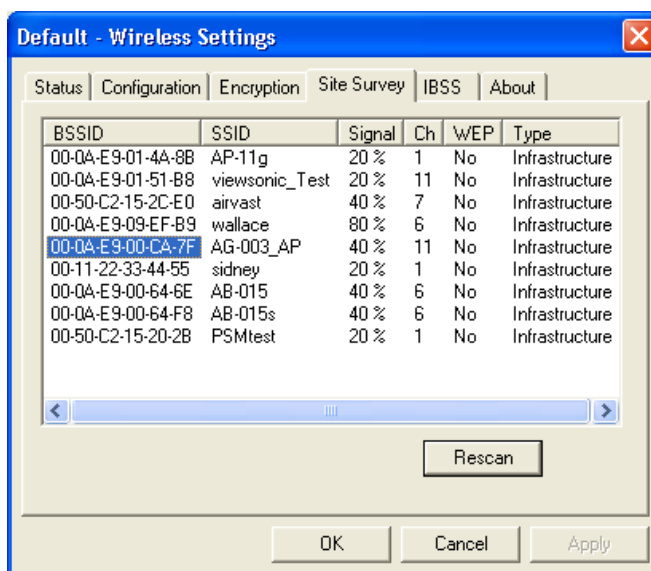 Default - Wireless Settings
Status Configuration Encryption Site Survey IBSS About
BSSID SSID Signal Ch WEP Type
00-0A-E9-01-4A-8B AP-11g 20 % 1 No Infrastructure
00-0A-E9-01-51-B8 viewsonic_Test 20 % 11 No Infrastructure
00-50-C2-15-2C-E0 airvast 40 % 7 No Infrastructure
00-0A-E9-09-EF-B9 wallace 80 % 6 No Infrastructure
00-0A-E9-00-CA-7F AG-003_AP 40 % 11 No Infrastructure
00-11-22-33-44-55 sidney 20 % 1 No Infrastructure
00-0A-E9-00-64-6E AB-015 40 % 6 No Infrastructure
00-0A-E9-00-64-F8 AB-015s 40 % 6 No Infrastructure
00-50-C2-15-20-2B PSMtest 20 % 1 No Infrastructure
Rescan
OK Cancel Apply